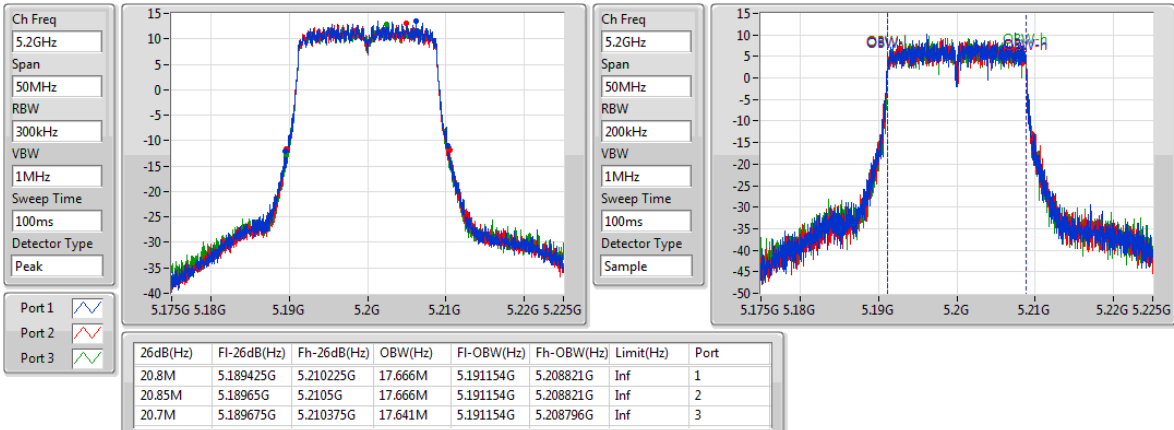 Ch Freq
5.2GHz
Span
50MHz
RBW
300kHz
VBW
1MHz
Sweep Time
100ms
Detector Type
Peak
Port 1
Port 2
Port 3
15
10
5
0
-5
-10
-15
-20
-25
-30
-35
-40
5.175G 5.18G 5.19G 5.2G 5.21G 5.22G 5.225G
Ch Freq
5.2GHz
Span
50MHz
RBW
200kHz
VBW
1MHz
Sweep Time
100ms
Detector Type
Sample
15
10
5
0
-5
-10
-15
-20
-25
-30
-35
-40
-45
-50
OBW-h
OBW-h
5.175G 5.18G 5.19G 5.2G 5.21G 5.22G 5.225G
26dB(Hz) Fl-26dB(Hz) Fh-26dB(Hz) OBW(Hz) Fl-OBW(Hz) Fh-OBW(Hz) Limit(Hz) Port
20.8M 5.189425G 5.210225G 17.666M 5.191154G 5.208821G Inf 1
20.85M 5.18965G 5.2105G 17.666M 5.191154G 5.208821G Inf 2
20.7M 5.189675G 5.210375G 17.641M 5.191154G 5.208796G Inf 3